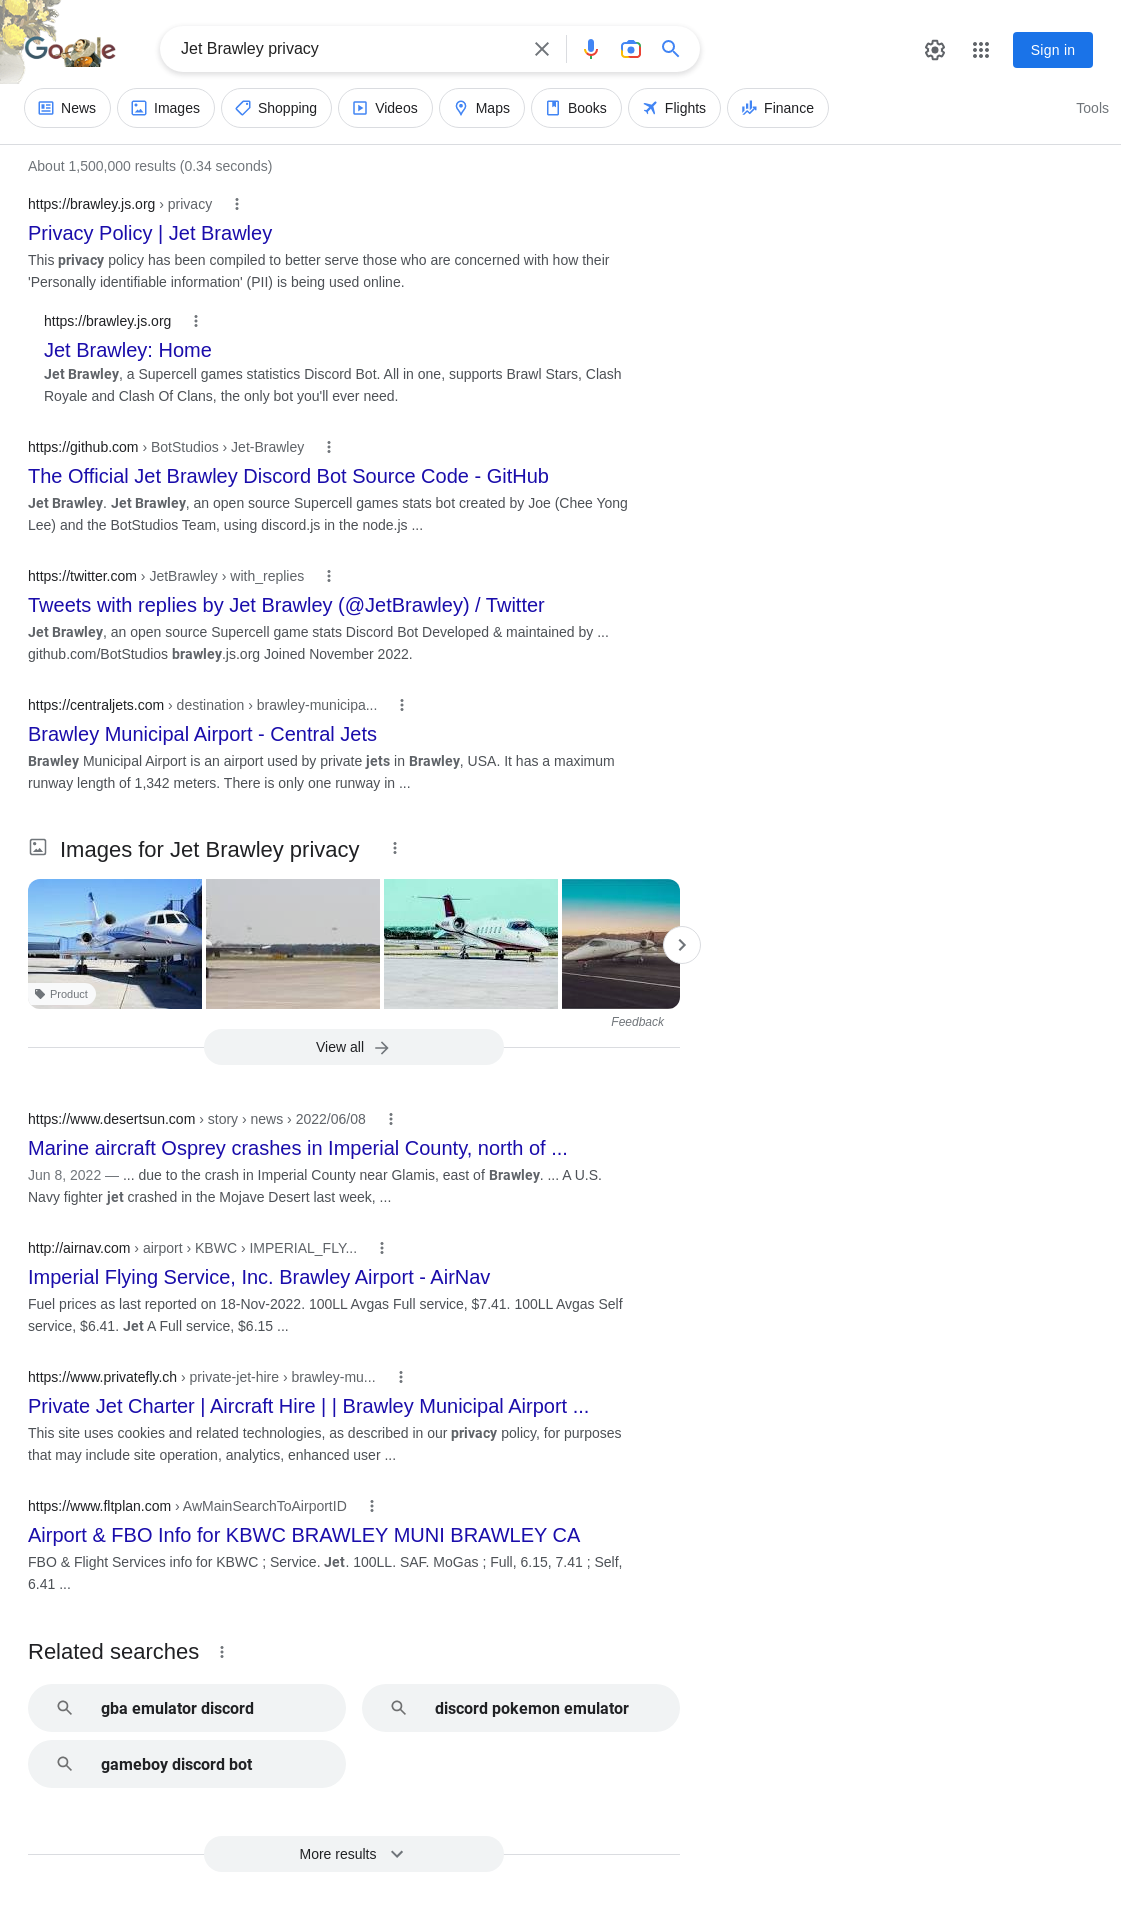 Google
Jet Brawley privacy
Sign in
News
Images
Shopping
Videos
Maps
Books
Flights
Finance
Tools
About 1,500,000 results (0.34 seconds)
https://brawley.js.org › privacy
Privacy Policy | Jet Brawley
This privacy policy has been compiled to better serve those who are concerned with how their
'Personally identifiable information' (PII) is being used online.
https://brawley.js.org
Jet Brawley: Home
Jet Brawley, a Supercell games statistics Discord Bot. All in one, supports Brawl Stars, Clash
Royale and Clash Of Clans, the only bot you'll ever need.
https://github.com › BotStudios › Jet-Brawley
The Official Jet Brawley Discord Bot Source Code - GitHub
Jet Brawley. Jet Brawley, an open source Supercell games stats bot created by Joe (Chee Yong
Lee) and the BotStudios Team, using discord.js in the node.js ...
https://twitter.com › JetBrawley › with_replies
Tweets with replies by Jet Brawley (@JetBrawley) / Twitter
Jet Brawley, an open source Supercell game stats Discord Bot Developed & maintained by ...
github.com/BotStudios brawley.js.org Joined November 2022.
https://centraljets.com › destination › brawley-municipa...
Brawley Municipal Airport - Central Jets
Brawley Municipal Airport is an airport used by private jets in Brawley, USA. It has a maximum
runway length of 1,342 meters. There is only one runway in ...
Images for Jet Brawley privacy
Product
Feedback
View all
https://www.desertsun.com › story › news › 2022/06/08
Marine aircraft Osprey crashes in Imperial County, north of ...
Jun 8, 2022 — ... due to the crash in Imperial County near Glamis, east of Brawley. ... A U.S.
Navy fighter jet crashed in the Mojave Desert last week, ...
http://airnav.com › airport › KBWC › IMPERIAL_FLY...
Imperial Flying Service, Inc. Brawley Airport - AirNav
Fuel prices as last reported on 18-Nov-2022. 100LL Avgas Full service, $7.41. 100LL Avgas Self
service, $6.41. Jet A Full service, $6.15 ...
https://www.privatefly.ch › private-jet-hire › brawley-mu...
Private Jet Charter | Aircraft Hire | | Brawley Municipal Airport ...
This site uses cookies and related technologies, as described in our privacy policy, for purposes
that may include site operation, analytics, enhanced user ...
https://www.fltplan.com › AwMainSearchToAirportID
Airport & FBO Info for KBWC BRAWLEY MUNI BRAWLEY CA
FBO & Flight Services info for KBWC ; Service. Jet. 100LL. SAF. MoGas ; Full, 6.15, 7.41 ; Self,
6.41 ...
Related searches
gba emulator discord
discord pokemon emulator
gameboy discord bot
More results